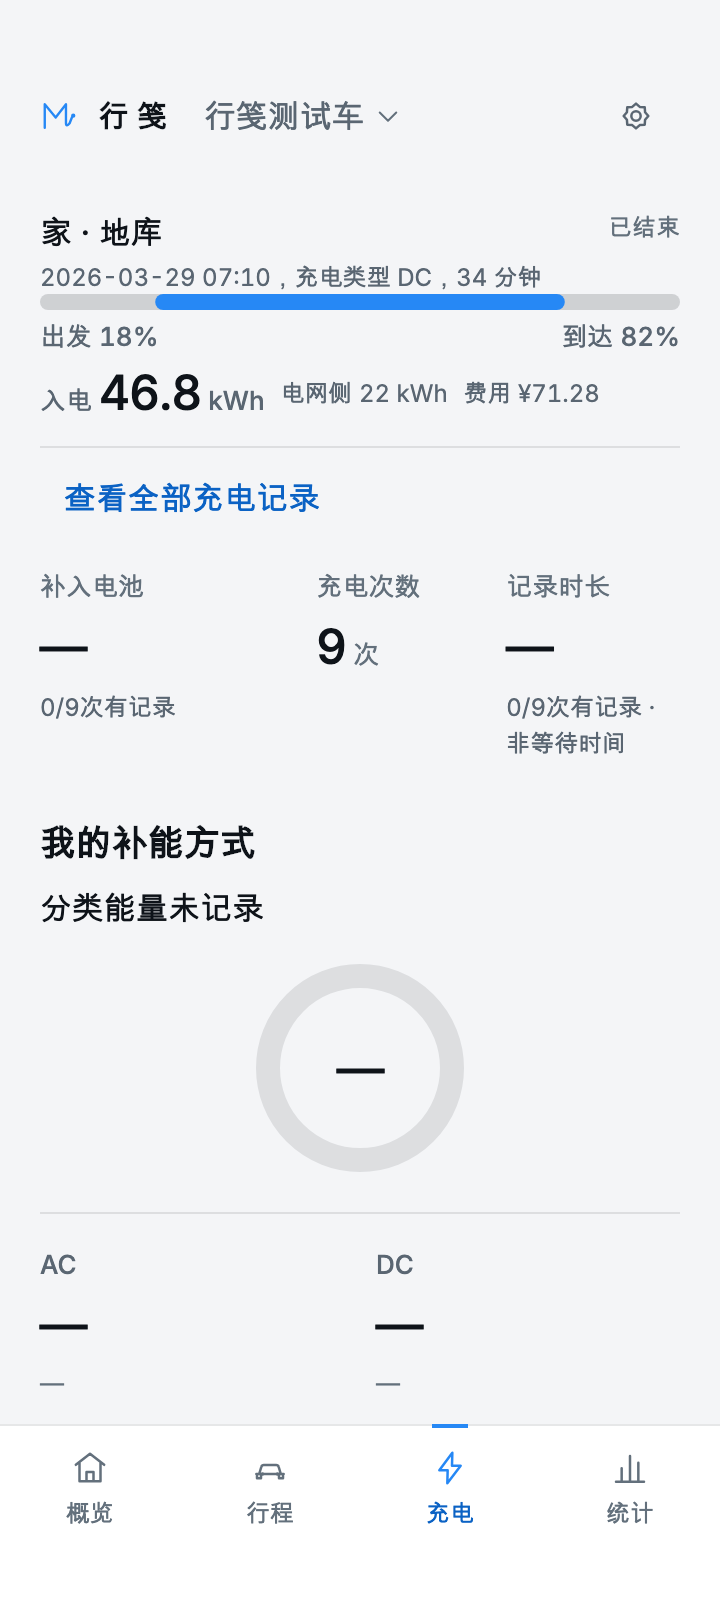 行笺 行笺测试车
家 · 地库 已结束
2026-03-29 07:10，充电类型 DC，34 分钟
出发 18% 到达 82%
入电 46.8 kWh 电网侧 22 kWh 费用 ¥71.28
查看全部充电记录
补入电池 充电次数 记录时长
— 9 次 —
0/9次有记录 0/9次有记录 ·
非等待时间
我的补能方式
分类能量未记录
—
AC DC
— —
— —
概览 行程 充电 统计